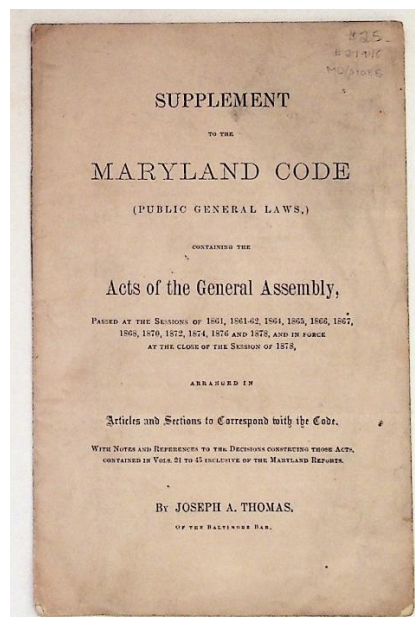 $25
SUPPLEMENT
TO THE
MARYLAND CODE
(PUBLIC GENERAL LAWS,)
CONTAINING THE
Acts of the General Assembly,
PASSED AT THE SESSIONS OF 1861, 1861-62, 1864, 1865, 1866, 1867,
1868, 1870, 1872, 1874, 1876 AND 1878, AND IN FORCE
AT THE CLOSE OF THE SESSION OF 1878,
ARRANGED IN
Articles and Sections to Correspond with the Code.
WITH NOTES AND REFERENCES TO THE DECISIONS CONSTRUING THOSE ACTS,
CONTAINED IN VOLS. 21 TO 45 INCLUSIVE OF THE MARYLAND REPORTS.
BY JOSEPH A. THOMAS,
OF THE BALTIMORE BAR.